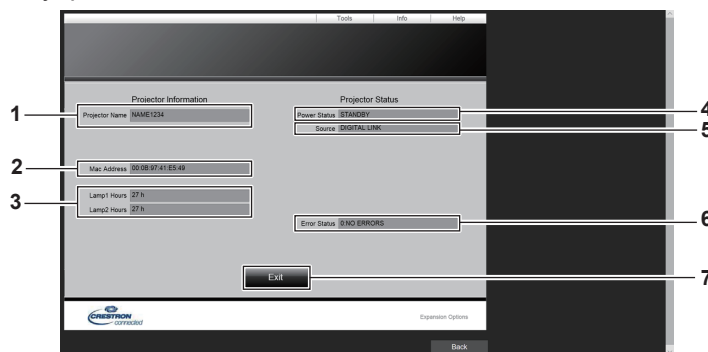 Tools Info Help
Projector Information
Projector Status
1
Projector Name NAME1234
Power Status STANDBY
4
Source DIGITAL LINK
5
2
Mac Address 00:0B:97:41:E5:49
3
Lamp1 Hours 27 h
Lamp2 Hours 27 h
Error Status 0:NO ERRORS
6
Exit
7
CRESTRON
connected
Expansion Options
Back